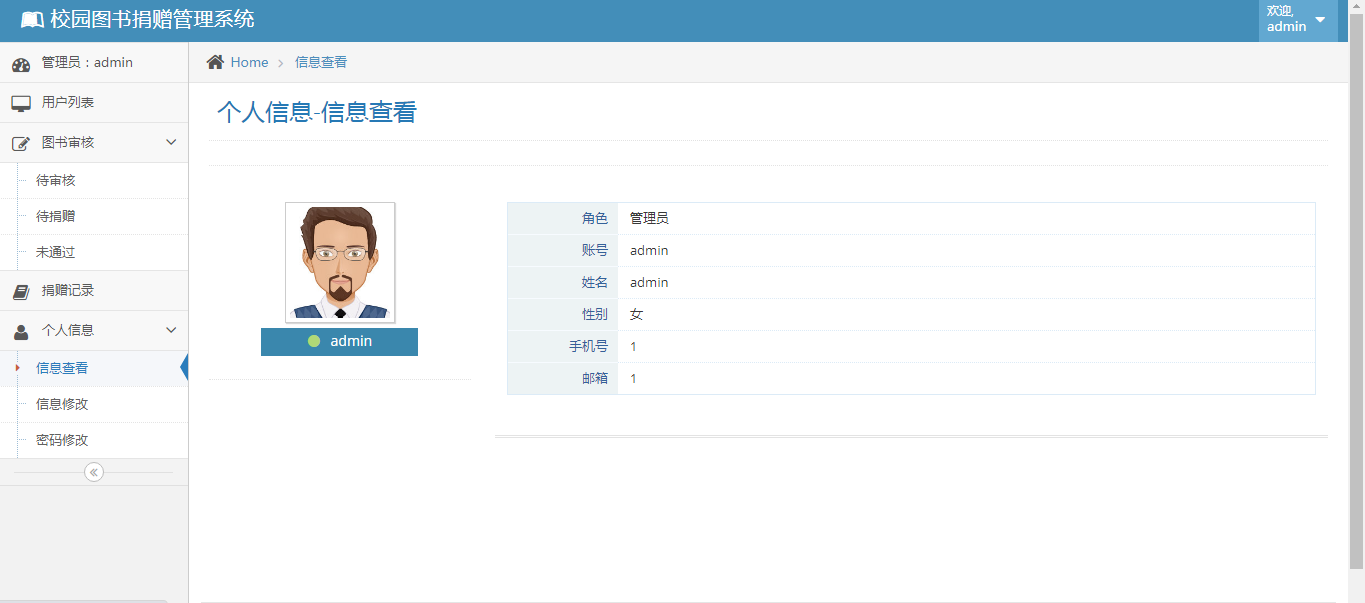 校园图书捐赠管理系统
欢迎,
admin
管理员：admin
用户列表
图书审核
待审核
待捐赠
未通过
捐赠记录
个人信息
信息查看
信息修改
密码修改
Home
信息查看
个人信息-信息查看
admin
角色 管理员
账号 admin
姓名 admin
性别 女
手机号 1
邮箱 1